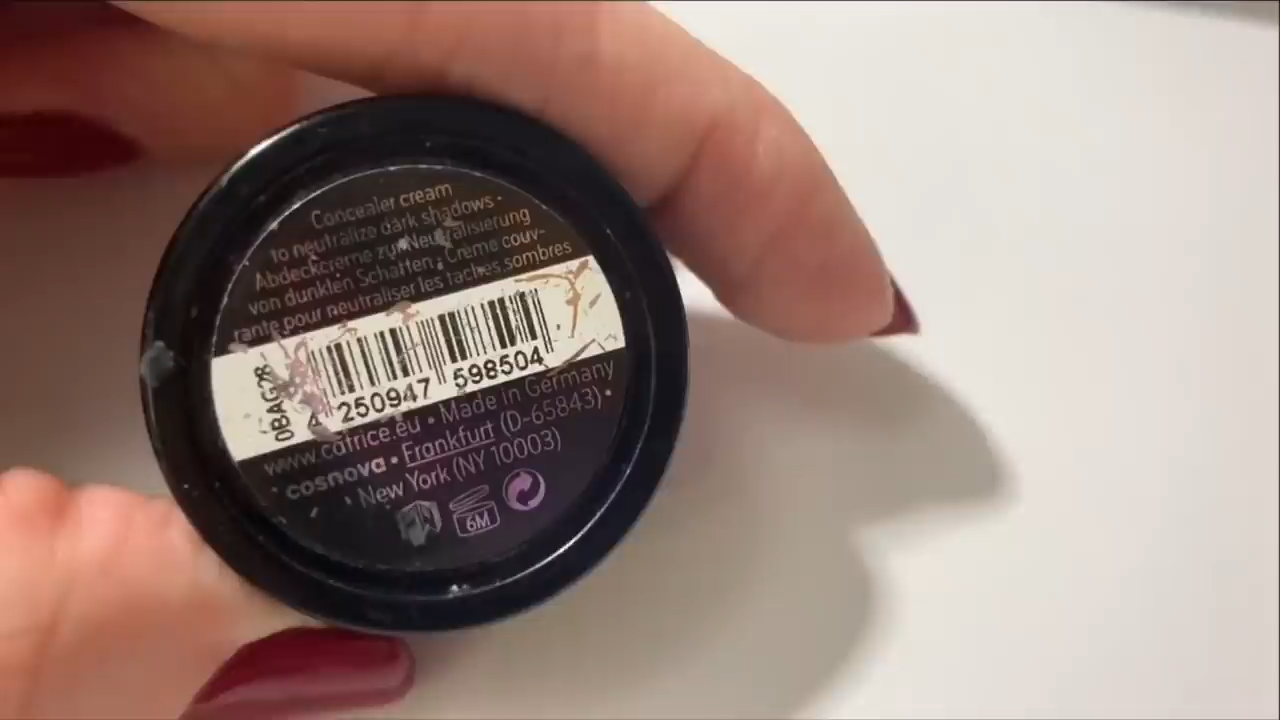 Concealer cream
to neutralize dark shadows •
Abdeckcreme zur Neutralisierung
von dunklen Schatten • Crème couv-
rante pour neutraliser les taches sombres
0BAG28-
4 250947 598504
www.catrice.eu • Made in Germany
cosnova • Frankfurt (D-65843) •
• New York (NY 10003)
6M